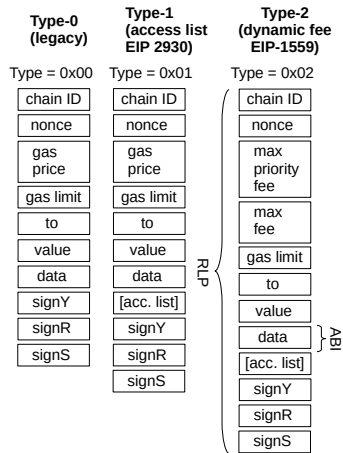 Type-0
(legacy)
Type = 0x00
chain ID
nonce
gas
price
gas limit
to
value
data
signY
signR
signS
Type-1
(access list
EIP 2930)
Type = 0x01
chain ID
nonce
gas
price
gas limit
to
value
data
[acc. list]
signY
signR
signS
Type-2
(dynamic fee
EIP-1559)
Type = 0x02
RLP
chain ID
nonce
max
priority
fee
max
fee
gas limit
to
value
data
ABI
[acc. list]
signY
signR
signS